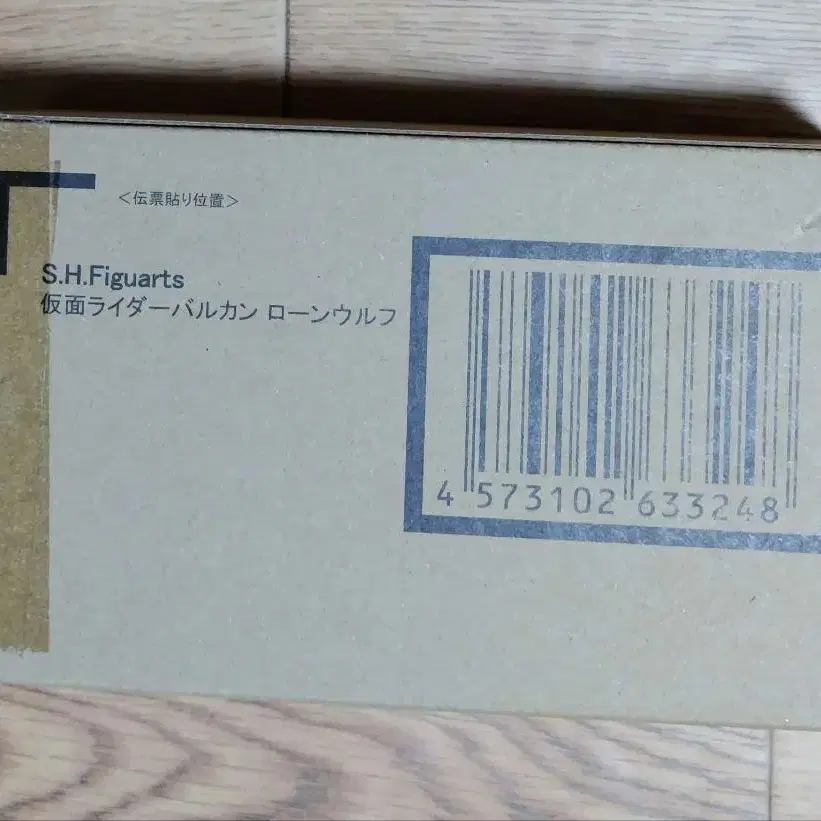 <伝票貼り位置>
S.H.Figuarts
仮面ライダーバルカン ローンウルフ
4 573102 633248